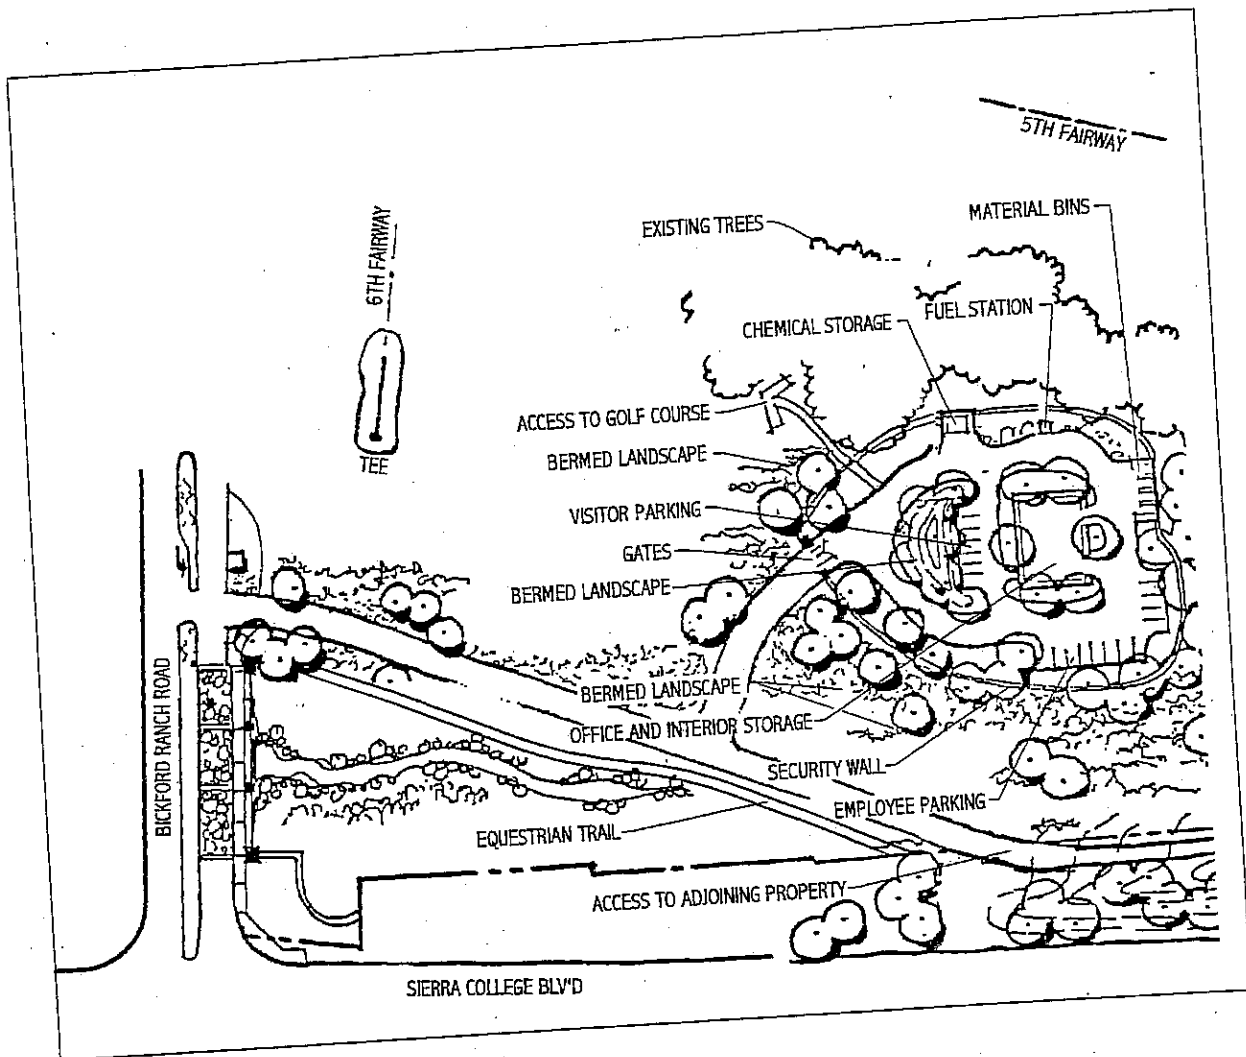 5TH FAIRWAY
MATERIAL BINS
EXISTING TREES
6TH FAIRWAY
FUEL STATION
CHEMICAL STORAGE
ACCESS TO GOLF COURSE
BERMED LANDSCAPE
TEE
VISITOR PARKING
GATES
BERMED LANDSCAPE
BERMED LANDSCAPE
OFFICE AND INTERIOR STORAGE
SECURITY WALL
EMPLOYEE PARKING
BICKFORD RANCH ROAD
EQUESTRIAN TRAIL
ACCESS TO ADJOINING PROPERTY
SIERRA COLLEGE BLV'D